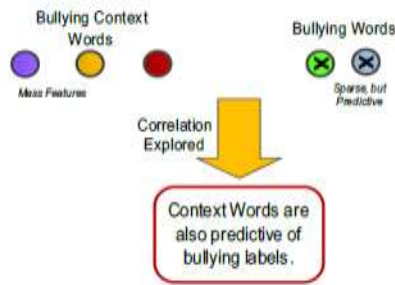 Bullying Context
Words
Mass Features
Bullying Words
Sparse, but
Predictive
Correlation
Explored
Context Words are
also predictive of
bullying labels.